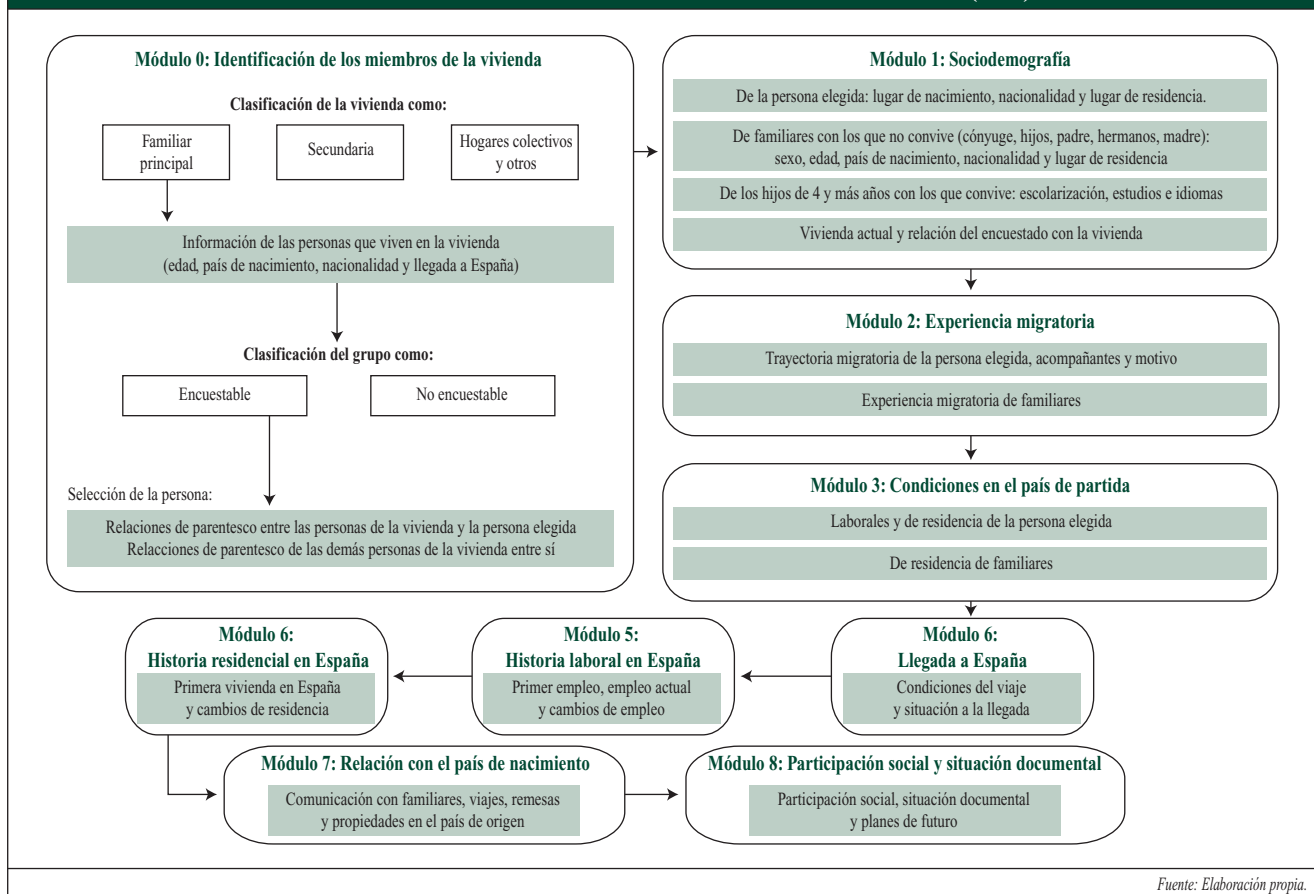 Módulo 0: Identificación de los miembros de la vivienda
Clasificación de la vivienda como:
Familiar
principal
Secundaria
Hogares colectivos
y otros
Información de las personas que viven en la vivienda
(edad, país de nacimiento, nacionalidad y llegada a España)
Clasificación del grupo como:
Encuestable
No encuestable
Selección de la persona:
Relaciones de parentesco entre las personas de la vivienda y la persona elegida
Relacciones de parentesco de las demás personas de la vivienda entre sí
Módulo 1: Sociodemografía
De la persona elegida: lugar de nacimiento, nacionalidad y lugar de residencia.
De familiares con los que no convive (cónyuge, hijos, padre, hermanos, madre):
sexo, edad, país de nacimiento, nacionalidad y lugar de residencia
De los hijos de 4 y más años con los que convive: escolarización, estudios e idiomas
Vivienda actual y relación del encuestado con la vivienda
Módulo 2: Experiencia migratoria
Trayectoria migratoria de la persona elegida, acompañantes y motivo
Experiencia migratoria de familiares
Módulo 3: Condiciones en el país de partida
Laborales y de residencia de la persona elegida
De residencia de familiares
Módulo 6:
Llegada a España
Condiciones del viaje
y situación a la llegada
Módulo 5:
Historia laboral en España
Primer empleo, empleo actual
y cambios de empleo
Módulo 6:
Historia residencial en España
Primera vivienda en España
y cambios de residencia
Módulo 7: Relación con el país de nacimiento
Comunicación con familiares, viajes, remesas
y propiedades en el país de origen
Módulo 8: Participación social y situación documental
Participación social, situación documental
y planes de futuro
Fuente: Elaboración propia.